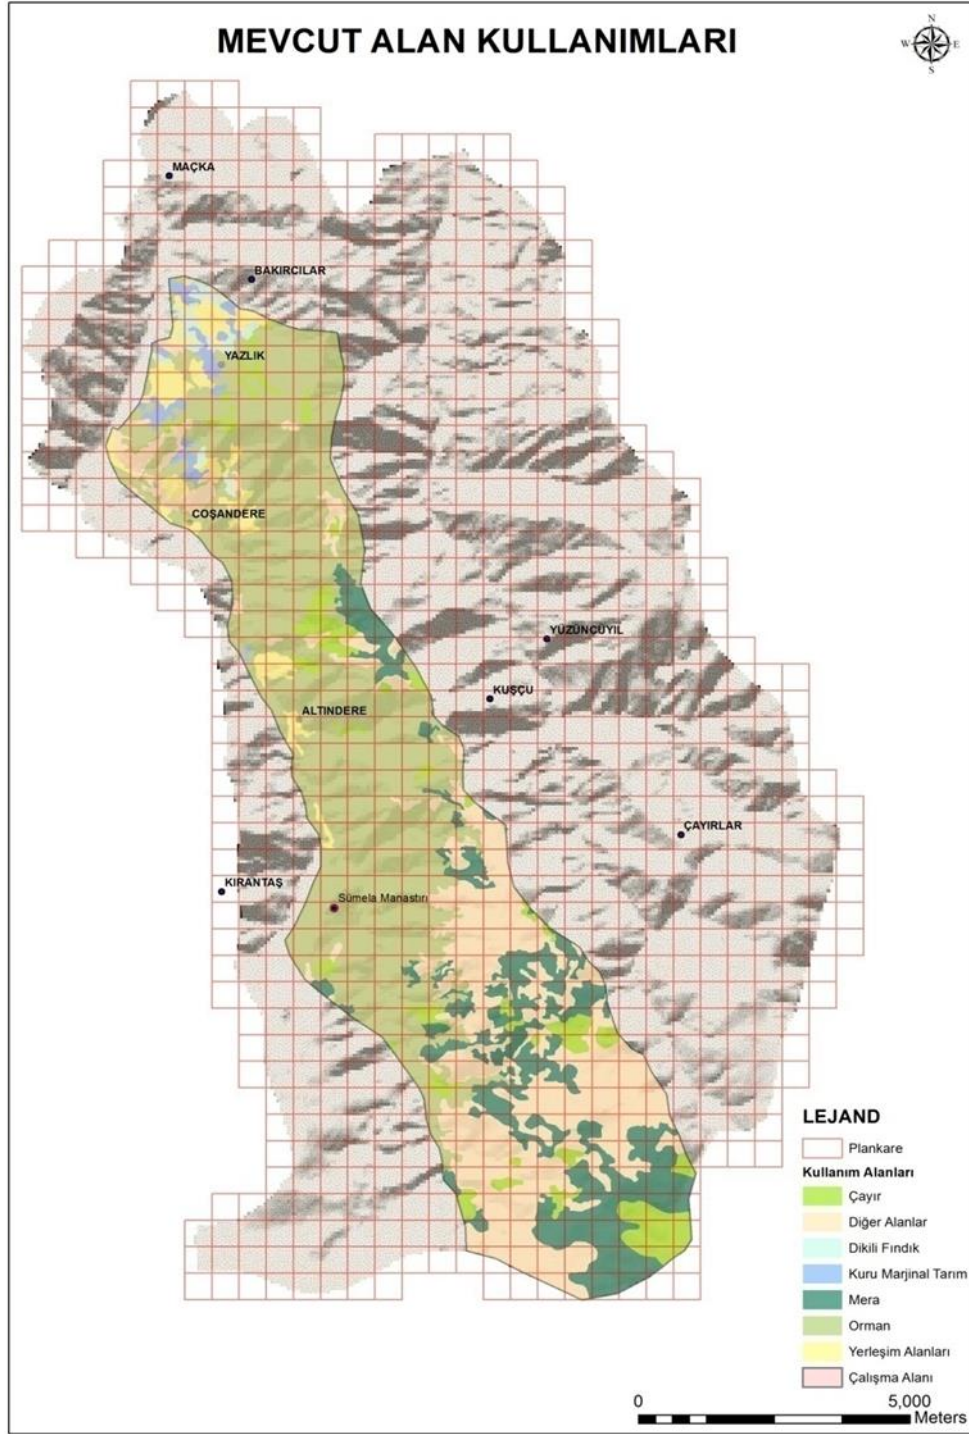 MEVCUT ALAN KULLANIMLARI
N
W E
S
MAÇKA
BAKIRCILAR
YAZLIK
COŞANDERE
YÜZÜNCÜYIL
KUŞÇU
ALTINDERE
ÇAYIRLAR
KIRANTAŞ
Sümela Manastırı
LEJAND
Plankare
Kullanım Alanları
Çayır
Diğer Alanlar
Dikili Fındık
Kuru Marjinal Tarım
Mera
Orman
Yerleşim Alanları
Çalışma Alanı
0 5,000
Meters